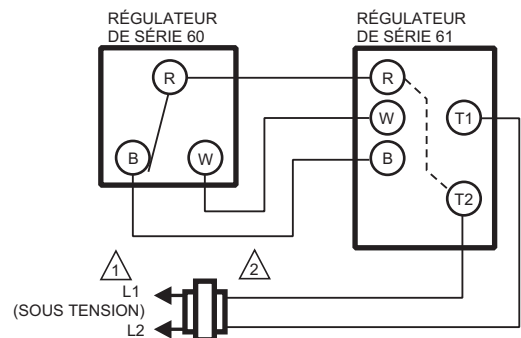 RÉGULATEUR
DE SÉRIE 60
RÉGULATEUR
DE SÉRIE 61
R
B
W
R
W
B
T1
T2
1
2
L1
(SOUS TENSION)
L2